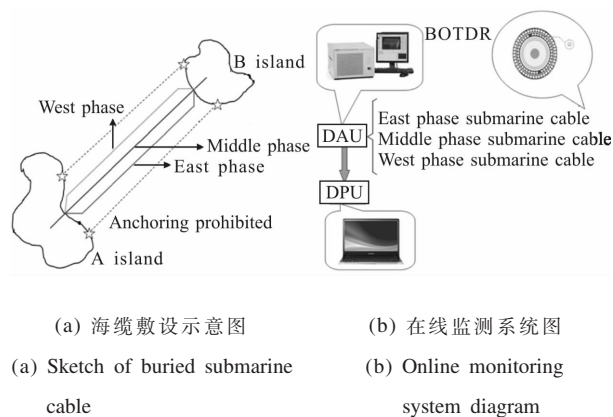 B island
West phase
Middle phase
East phase
Anchoring prohibited
A island
BOTDR
DAU
East phase submarine cable
Middle phase submarine cable
West phase submarine cable
DPU
(a) 海缆敷设示意图
(a) Sketch of buried submarine
cable
(b) 在线监测系统图
(b) Online monitoring
system diagram